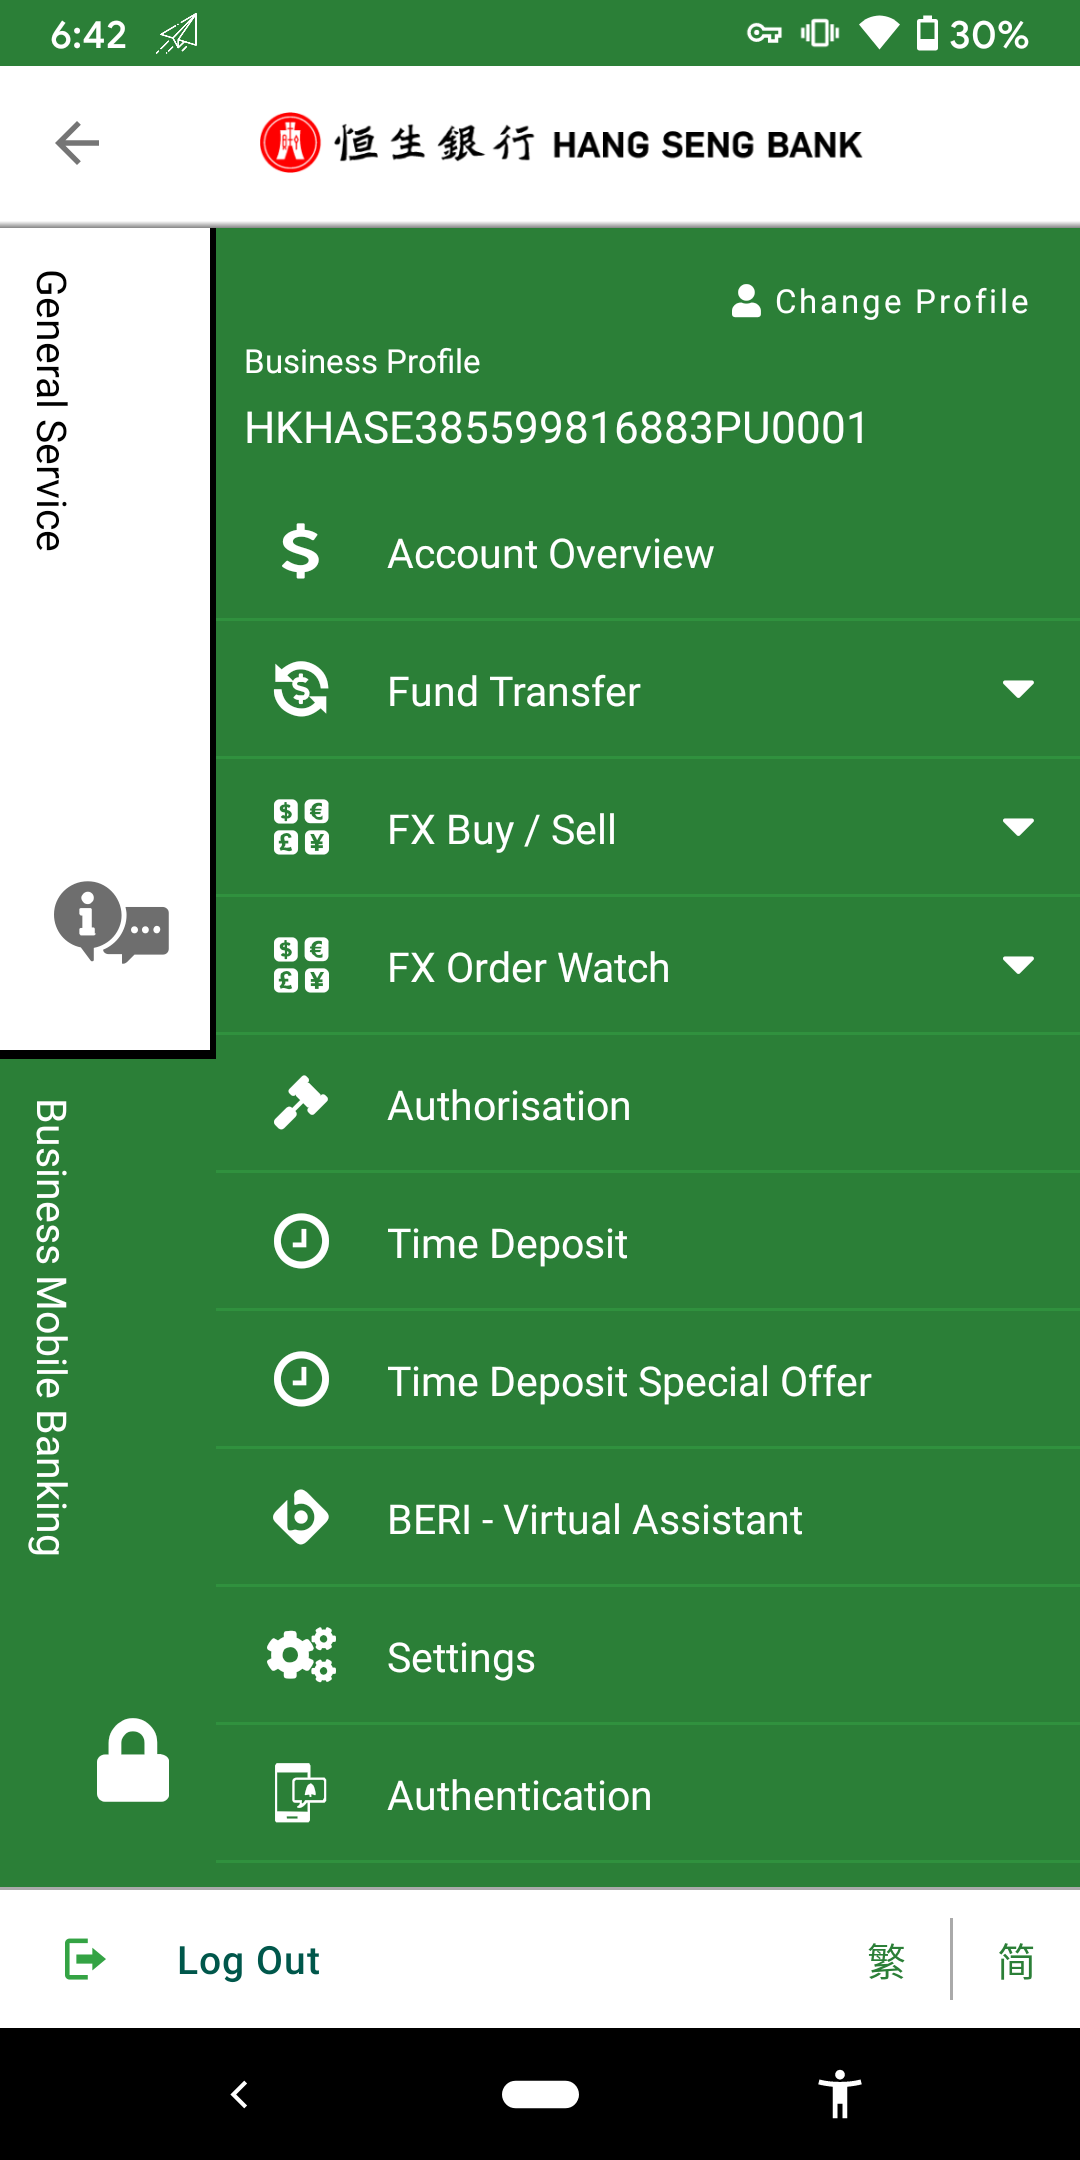 6:42
30%
恒生銀行 HANG SENG BANK
General Service
Change Profile
Business Profile
HKHASE385599816883PU0001
Account Overview
Fund Transfer
FX Buy / Sell
FX Order Watch
Authorisation
Time Deposit
Time Deposit Special Offer
BERI - Virtual Assistant
Settings
Authentication
Business Mobile Banking
Log Out
繁
简